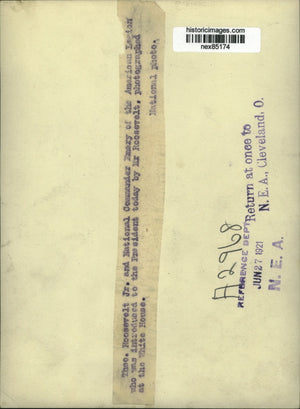 historicimages.com
nex85174
Theo. Roosevelt Jr. and National Commander Emery of the American Legion
who was introduced to the President today by Mr Roosevelt, photographed
at the White House.
National photo.
A2968
REFERENCE DEPT
JUN 27 1921
N. E. A.
Return at once to
N. E. A., Cleveland, O.